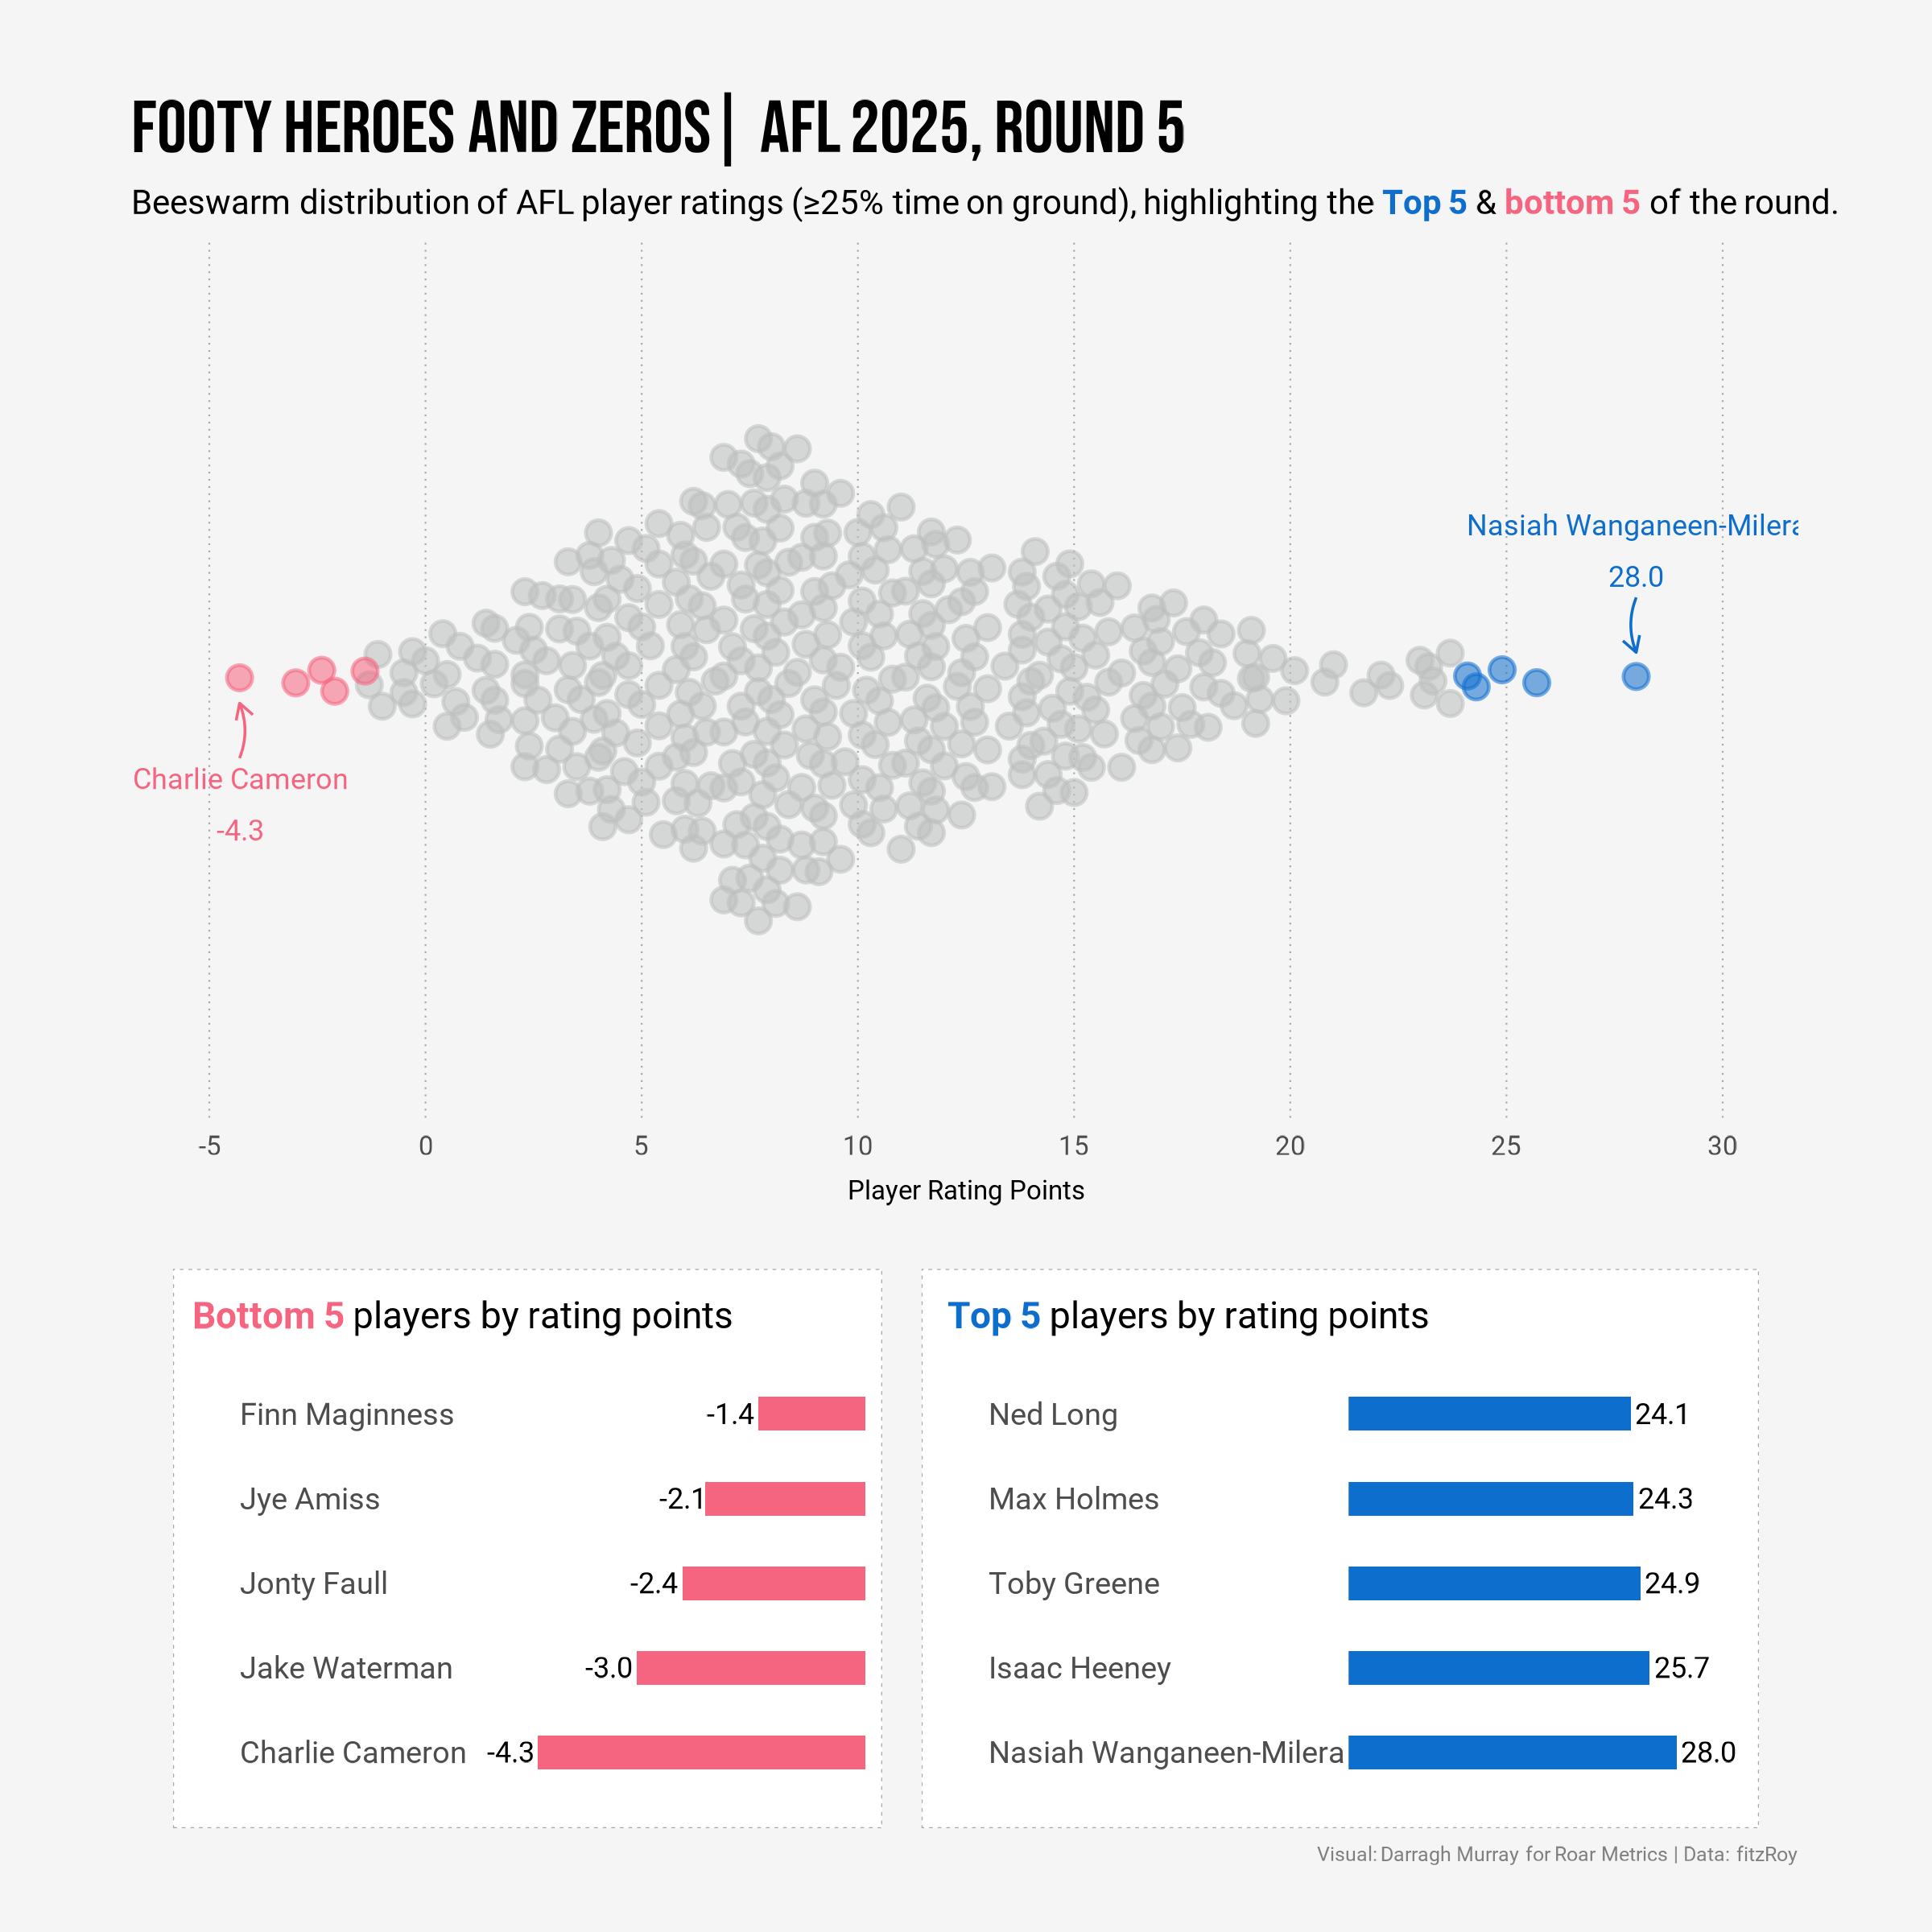 FOOTY HEROES AND ZEROS| AFL 2025, ROUND 5
Beeswarm distribution of AFL player ratings (≥25% time on ground), highlighting the Top 5 & bottom 5 of the round.
Nasiah Wanganeen-Milera
28.0
Charlie Cameron
-4.3
-5 0 5 10 15 20 25 30
Player Rating Points
Bottom 5 players by rating points
Finn Maginness -1.4
Jye Amiss -2.1
Jonty Faull -2.4
Jake Waterman -3.0
Charlie Cameron -4.3
Top 5 players by rating points
Ned Long 24.1
Max Holmes 24.3
Toby Greene 24.9
Isaac Heeney 25.7
Nasiah Wanganeen-Milera 28.0
Visual: Darragh Murray for Roar Metrics | Data: fitzRoy